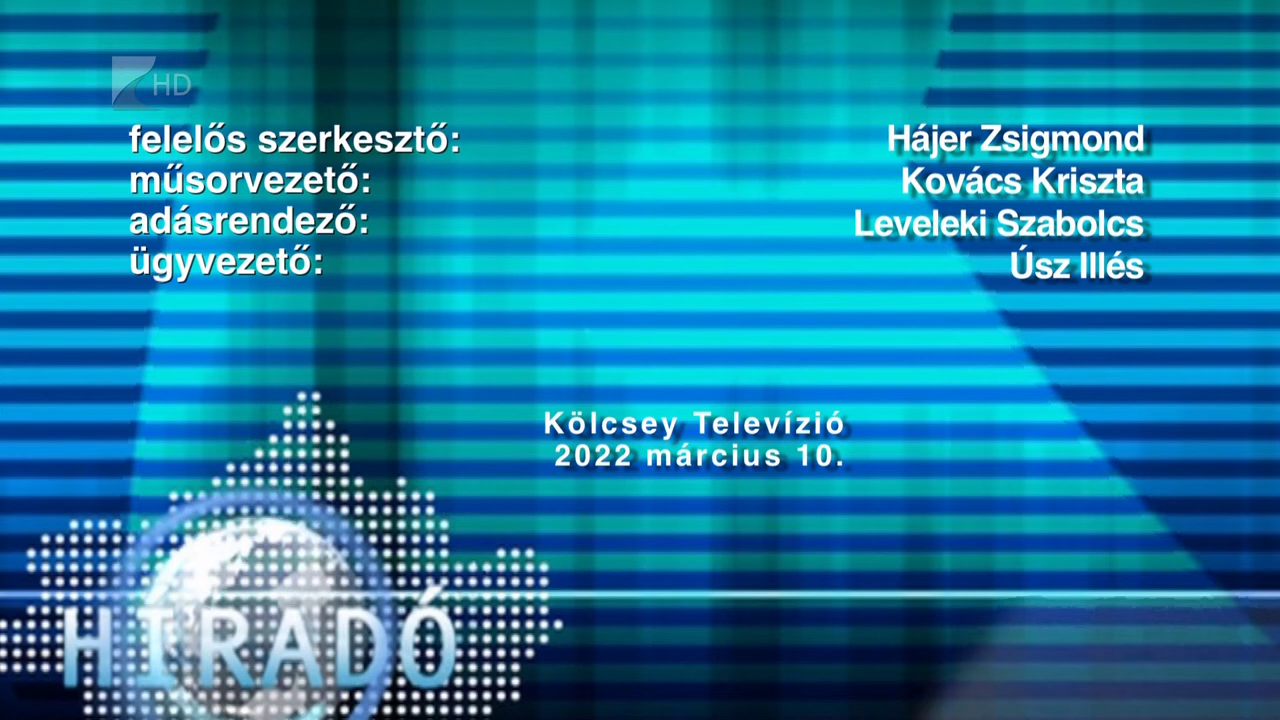 HD
felelős szerkesztő: Hájer Zsigmond
műsorvezető: Kovács Kriszta
adásrendező: Leveleki Szabolcs
ügyvezető: Úsz Illés
Kölcsey Televízió
2022 március 10.
HÍRADÓ